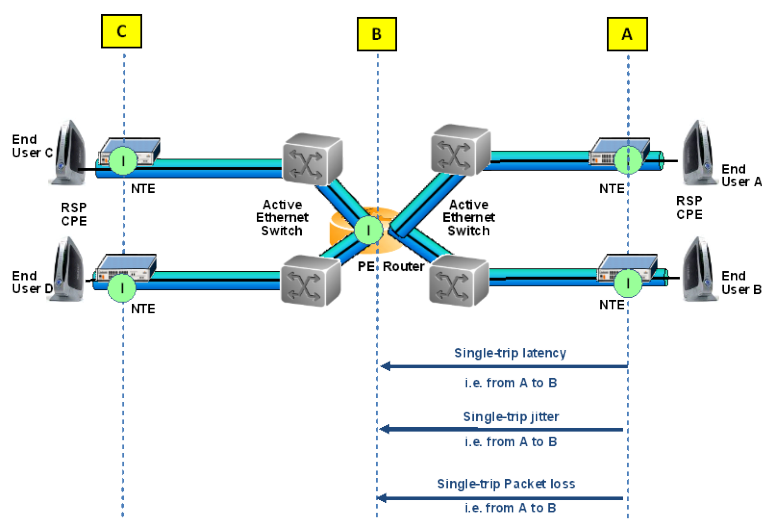 C
B
A
End
User C
I
NTE
RSP
CPE
Active
Ethernet
Switch
Active
Ethernet
Switch
I
NTE
RSP
CPE
End
User A
I
PE Router
End
User D
I
NTE
I
NTE
End
User B
Single-trip latency
i.e. from A to B
Single-trip jitter
i.e. from A to B
Single-trip Packet loss
i.e. from A to B